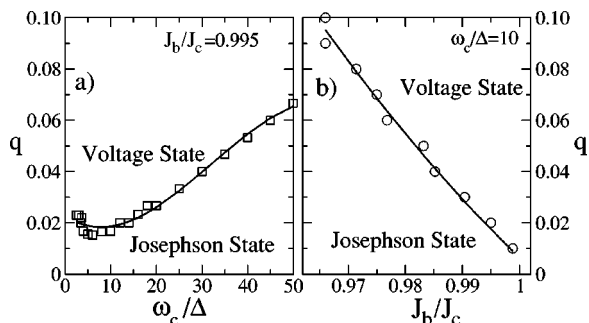 0.10
0.08
0.06
0.04
0.02
0
q
a)
J_b/J_c=0.995
Voltage State
Josephson State
0 10 20 30 40 50
ω_c/Δ
b)
ω_c/Δ=10
Voltage State
Josephson State
0.97 0.98 0.99 1
J_b/J_c
0.10
0.08
0.06
0.04
0.02
0
q